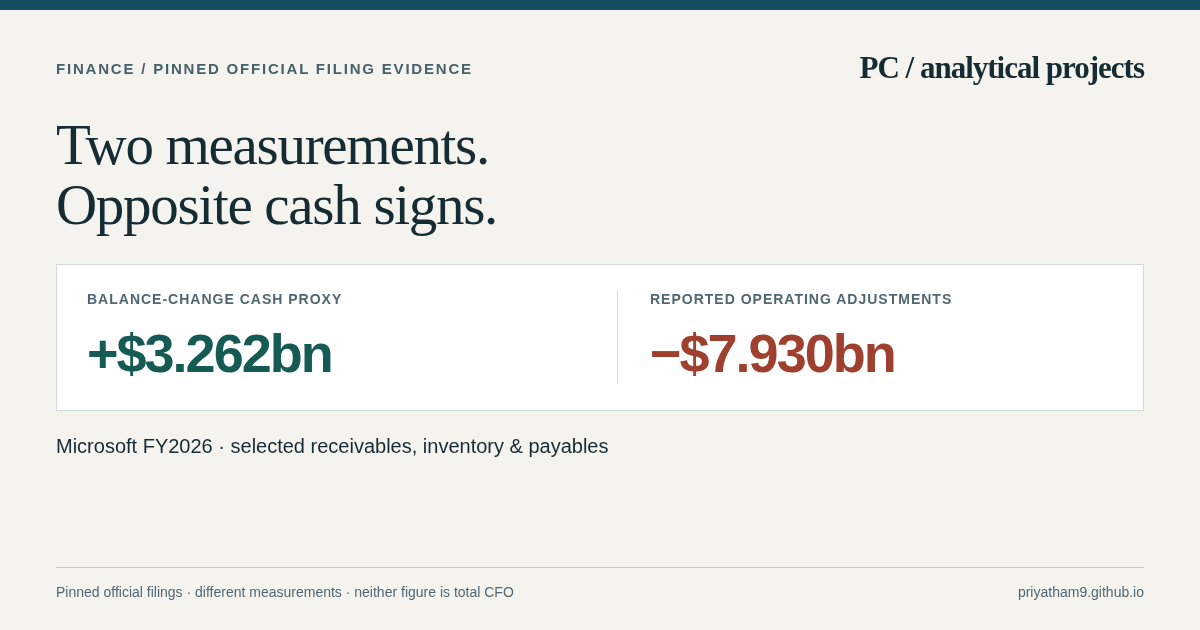 FINANCE / PINNED OFFICIAL FILING EVIDENCE
PC / analytical projects
Two measurements.
Opposite cash signs.
BALANCE-CHANGE CASH PROXY
+$3.262bn
REPORTED OPERATING ADJUSTMENTS
−$7.930bn
Microsoft FY2026 · selected receivables, inventory & payables
Pinned official filings · different measurements · neither figure is total CFO
priyatham9.github.io